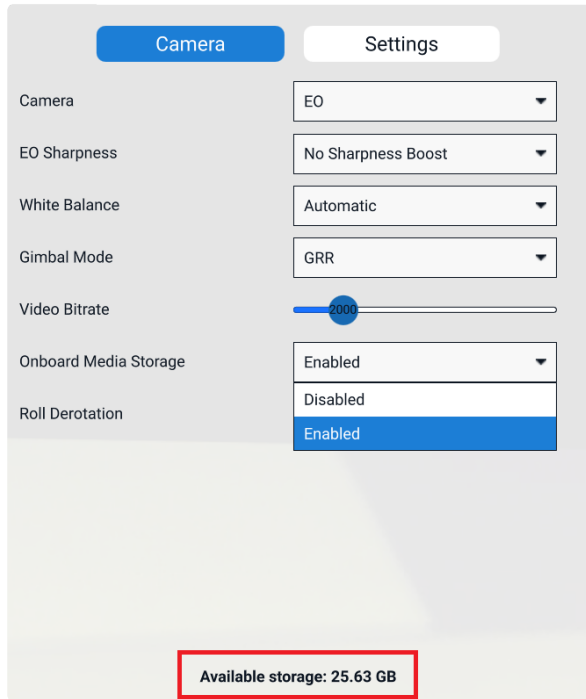 Camera Settings
Camera EO
EO Sharpness No Sharpness Boost
White Balance Automatic
Gimbal Mode GRR
Video Bitrate 2000
Onboard Media Storage Enabled
Disabled
Roll Derotation
Enabled
Available storage: 25.63 GB